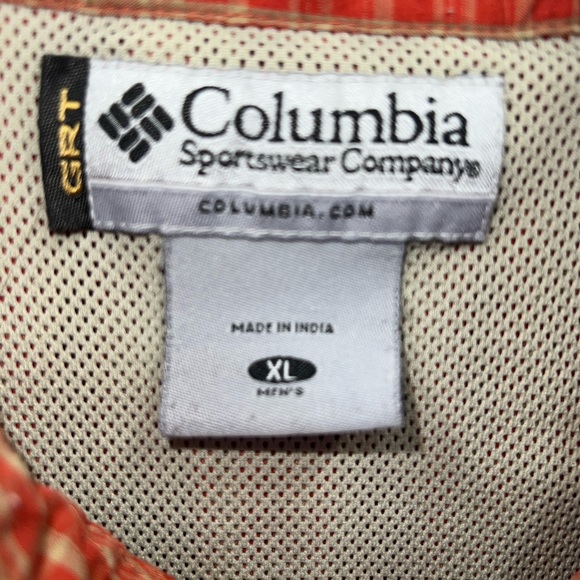 GRT
Columbia
Sportswear Company®
COLUMBIA.COM
MADE IN INDIA
XL
MEN'S